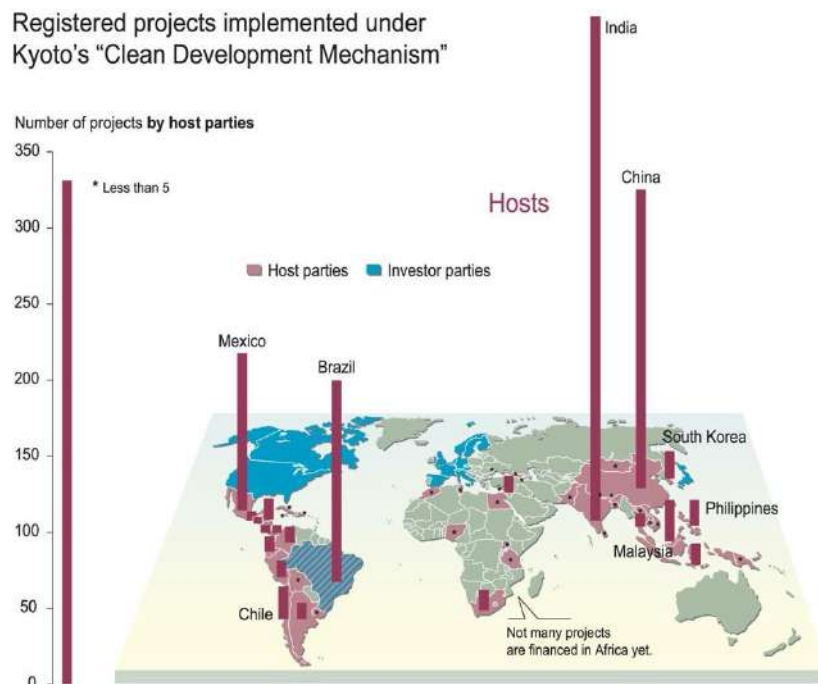 Registered projects implemented under
Kyoto's “Clean Development Mechanism”
India
Number of projects by host parties
350
* Less than 5
China
300
Hosts
Host parties
Investor parties
250
Mexico
Brazil
200
150
South Korea
Philippines
100
Malaysia
50
Chile
Not many projects
are financed in Africa yet.
0